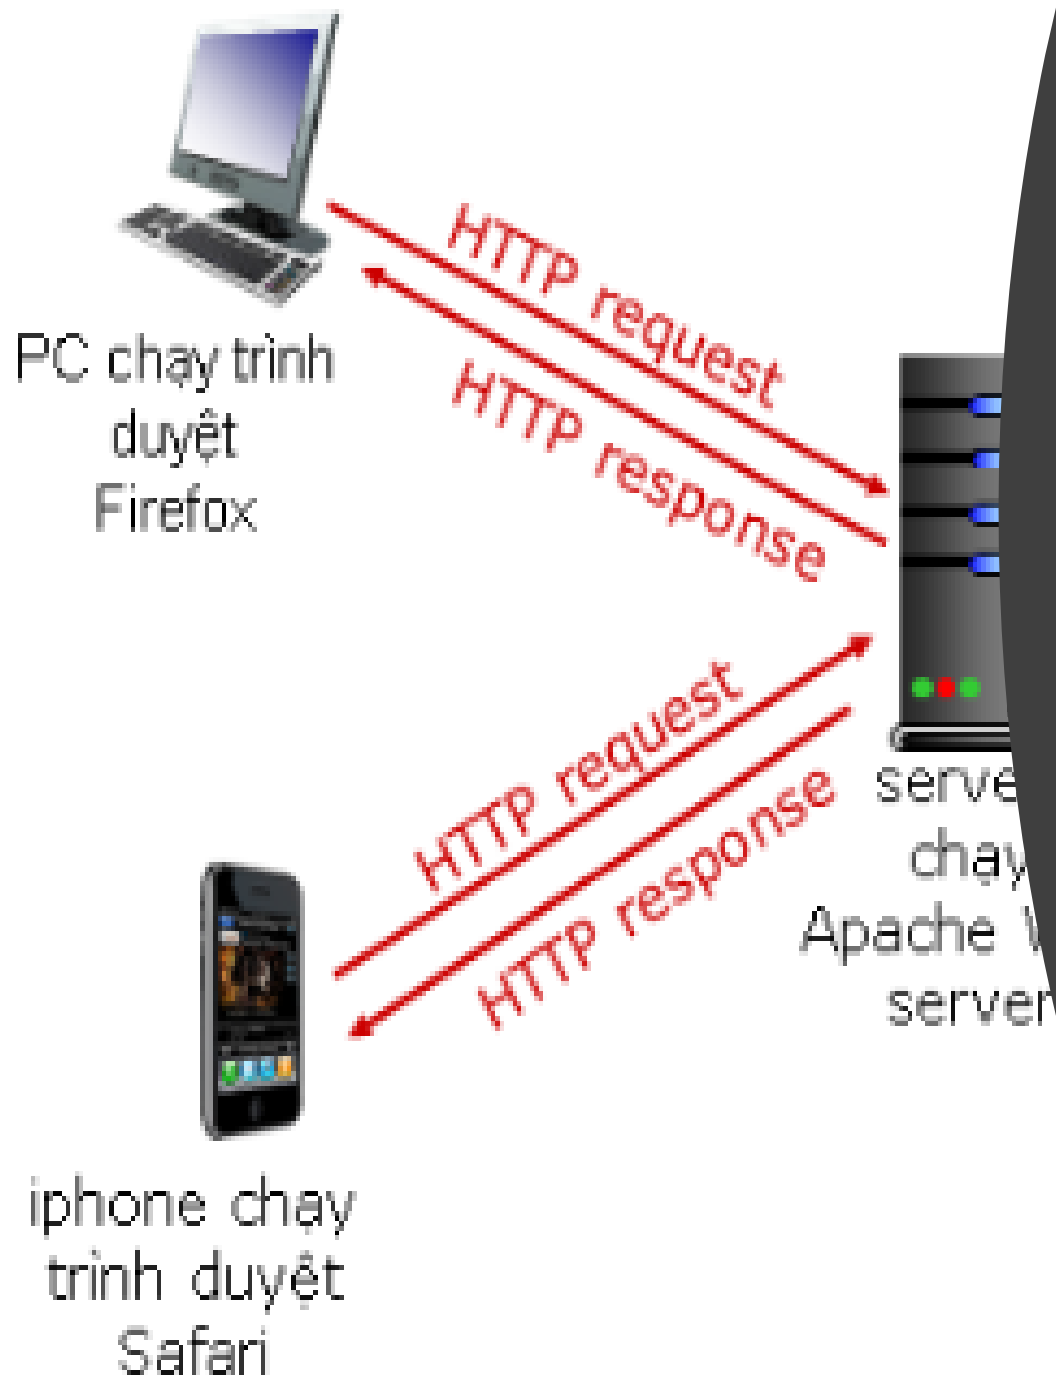 HTTP request
HTTP response
PC chạy trình
duyệt
Firefox
HTTP request
HTTP response
chạy
Apache
server
iphone chạy
trình duyệt
Safari